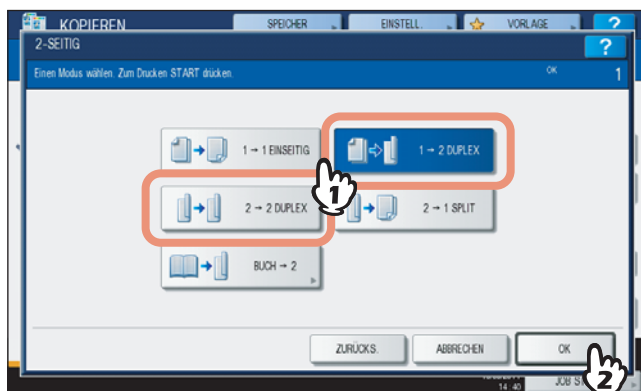 KOPIEREN SPEICHER EINSTELL. VORLAGE ?
2-SEITIG ?
Einen Modus wählen. Zum Drucken START drücken. OK 1
1 → 1 EINSEITIG 1 → 2 DUPLEX
1
2 → 2 DUPLEX 2 → 1 SPLIT
BUCH → 2
ZURÜCKS. ABBRECHEN OK
2
14 40 JOB